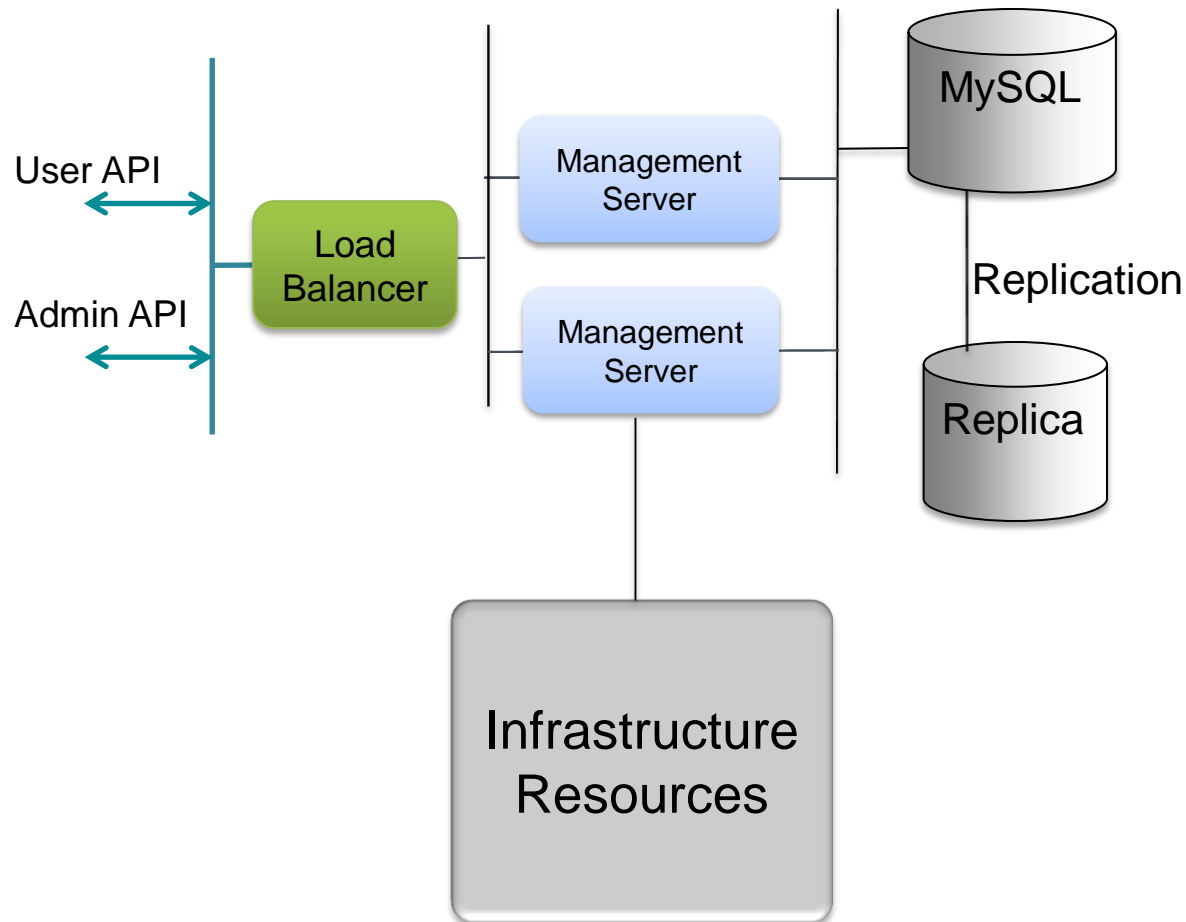 MySQL
User API
Management
Server
Load
Balancer
Replication
Admin API
Management
Server
Replica
Infrastructure
Resources